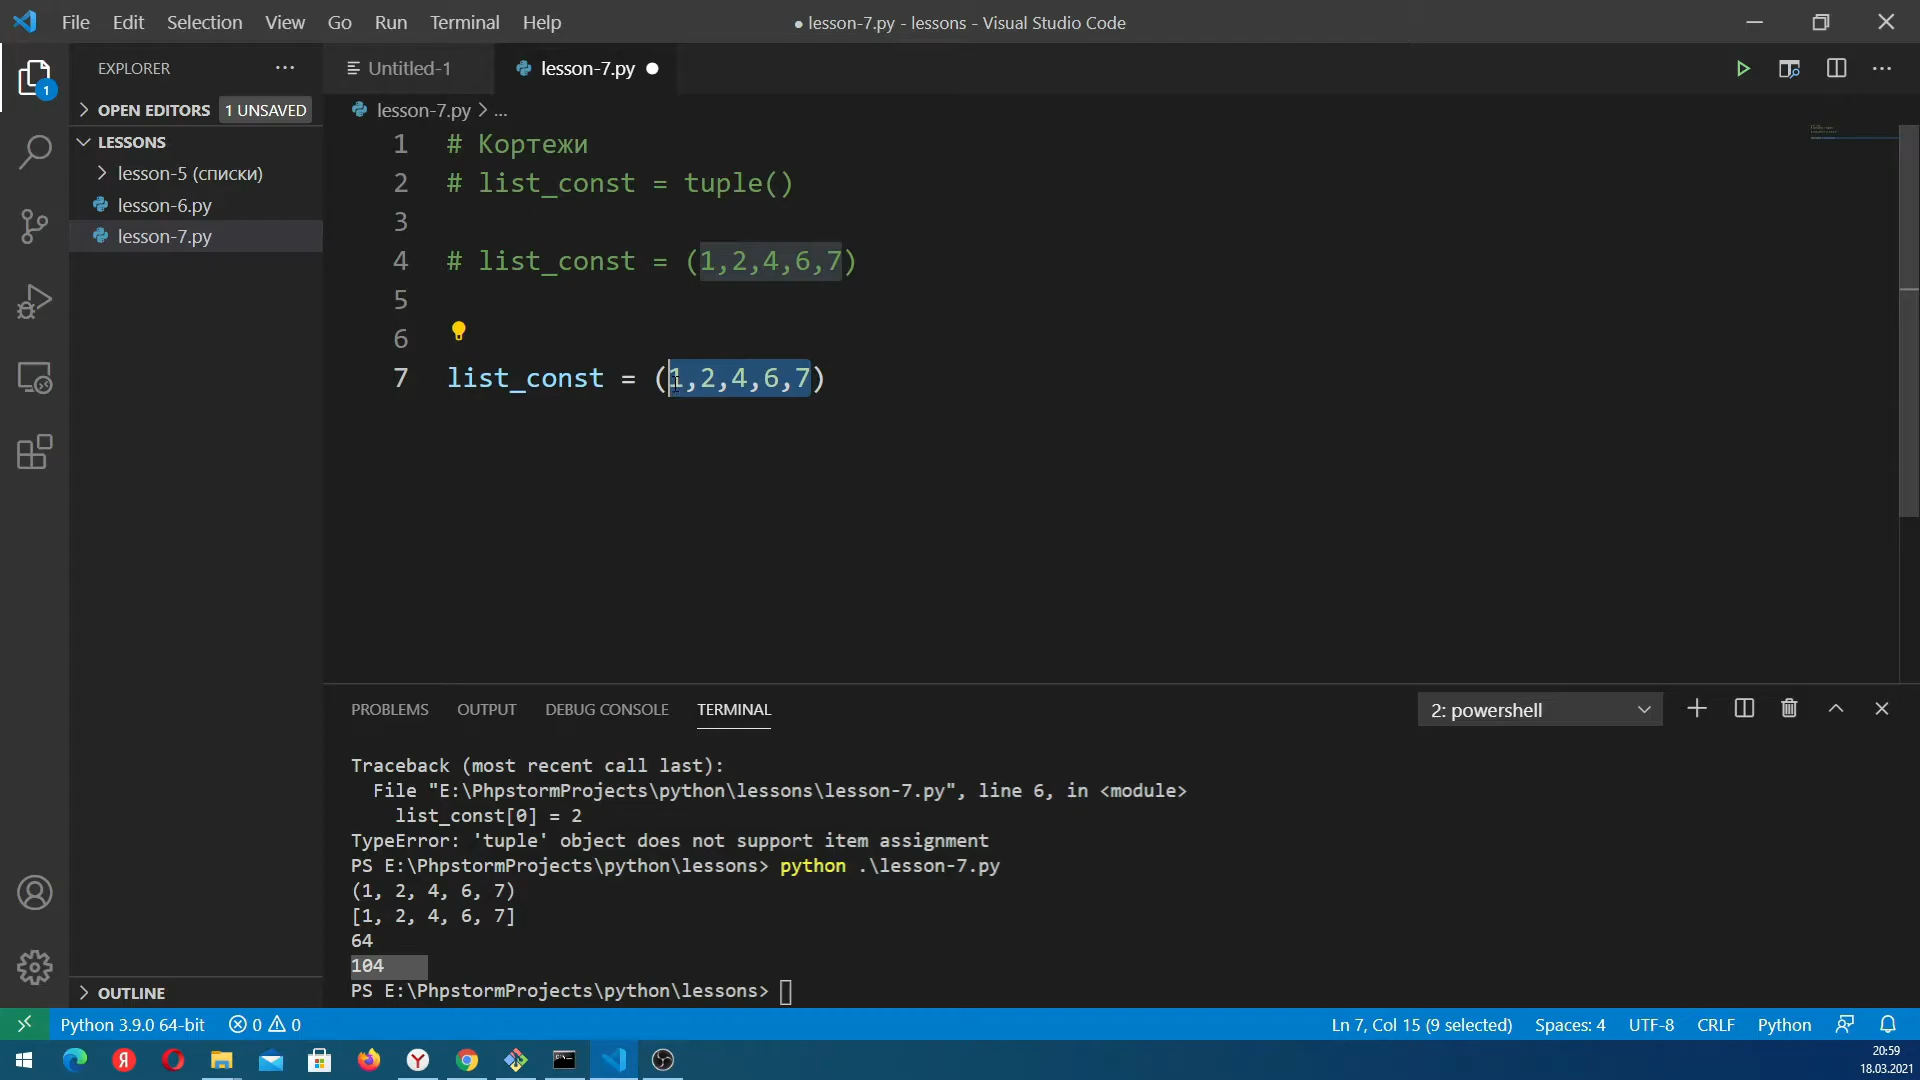 File Edit Selection View Go Run Terminal Help
● lesson-7.py - lessons - Visual Studio Code
EXPLORER
Untitled-1
lesson-7.py ●
OPEN EDITORS 1 UNSAVED
1
lesson-7.py > ...
LESSONS
lesson-5 (списки)
lesson-6.py
lesson-7.py
1 # Кортежи
2 # list_const = tuple()
3
4 # list_const = (1,2,4,6,7)
5
6
7 list_const = (1,2,4,6,7)
PROBLEMS OUTPUT DEBUG CONSOLE TERMINAL
2: powershell
Traceback (most recent call last):
File "E:\PhpstormProjects\python\lessons\lesson-7.py", line 6, in <module>
list_const[0] = 2
TypeError: 'tuple' object does not support item assignment
PS E:\PhpstormProjects\python\lessons> python .\lesson-7.py
(1, 2, 4, 6, 7)
[1, 2, 4, 6, 7]
64
104
PS E:\PhpstormProjects\python\lessons>
OUTLINE
Python 3.9.0 64-bit 0 0
Ln 7, Col 15 (9 selected) Spaces: 4 UTF-8 CRLF Python
20:59
18.03.2021